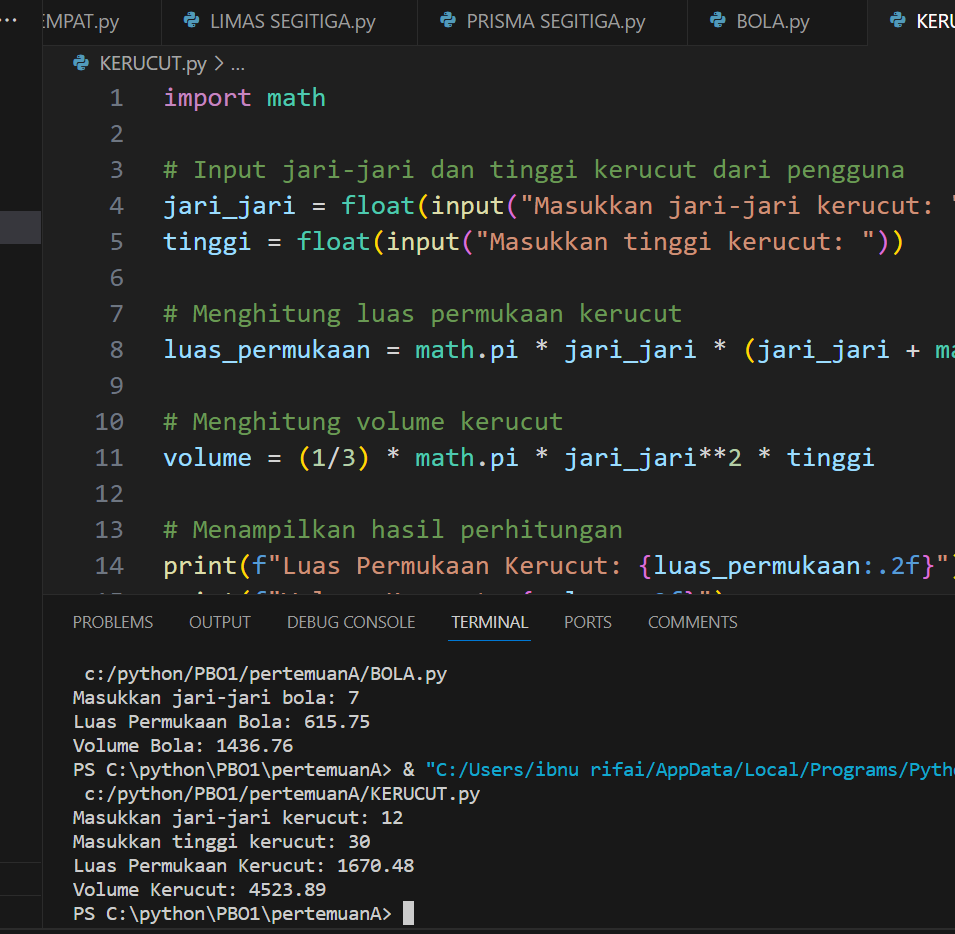 ··· EMPAT.py LIMAS SEGITIGA.py PRISMA SEGITIGA.py BOLA.py KERU
KERUCUT.py > ...
1 import math
2
3 # Input jari-jari dan tinggi kerucut dari pengguna
4 jari_jari = float(input("Masukkan jari-jari kerucut: "
5 tinggi = float(input("Masukkan tinggi kerucut: "))
6
7 # Menghitung luas permukaan kerucut
8 luas_permukaan = math.pi * jari_jari * (jari_jari + ma
9
10 # Menghitung volume kerucut
11 volume = (1/3) * math.pi * jari_jari**2 * tinggi
12
13 # Menampilkan hasil perhitungan
14 print(f"Luas Permukaan Kerucut: {luas_permukaan:.2f}")
PROBLEMS OUTPUT DEBUG CONSOLE TERMINAL PORTS COMMENTS
c:/python/PBO1/pertemuanA/BOLA.py
Masukkan jari-jari bola: 7
Luas Permukaan Bola: 615.75
Volume Bola: 1436.76
PS C:\python\PBO1\pertemuanA> & "C:/Users/ibnu rifai/AppData/Local/Programs/Pytho
c:/python/PBO1/pertemuanA/KERUCUT.py
Masukkan jari-jari kerucut: 12
Masukkan tinggi kerucut: 30
Luas Permukaan Kerucut: 1670.48
Volume Kerucut: 4523.89
PS C:\python\PBO1\pertemuanA>